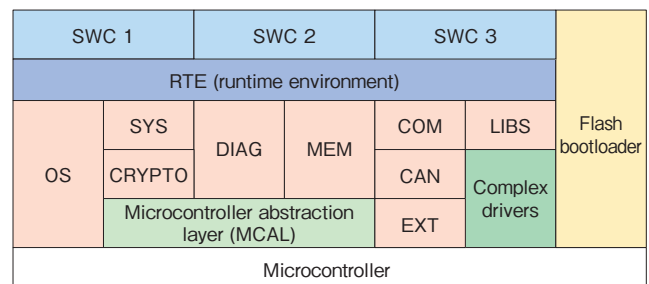 SWC 1
SWC 2
SWC 3
RTE (runtime environment)
OS
SYS
CRYPTO
DIAG
MEM
COM
LIBS
CAN
EXT
Complex
drivers
Microcontroller abstraction
layer (MCAL)
Flash
bootloader
Microcontroller